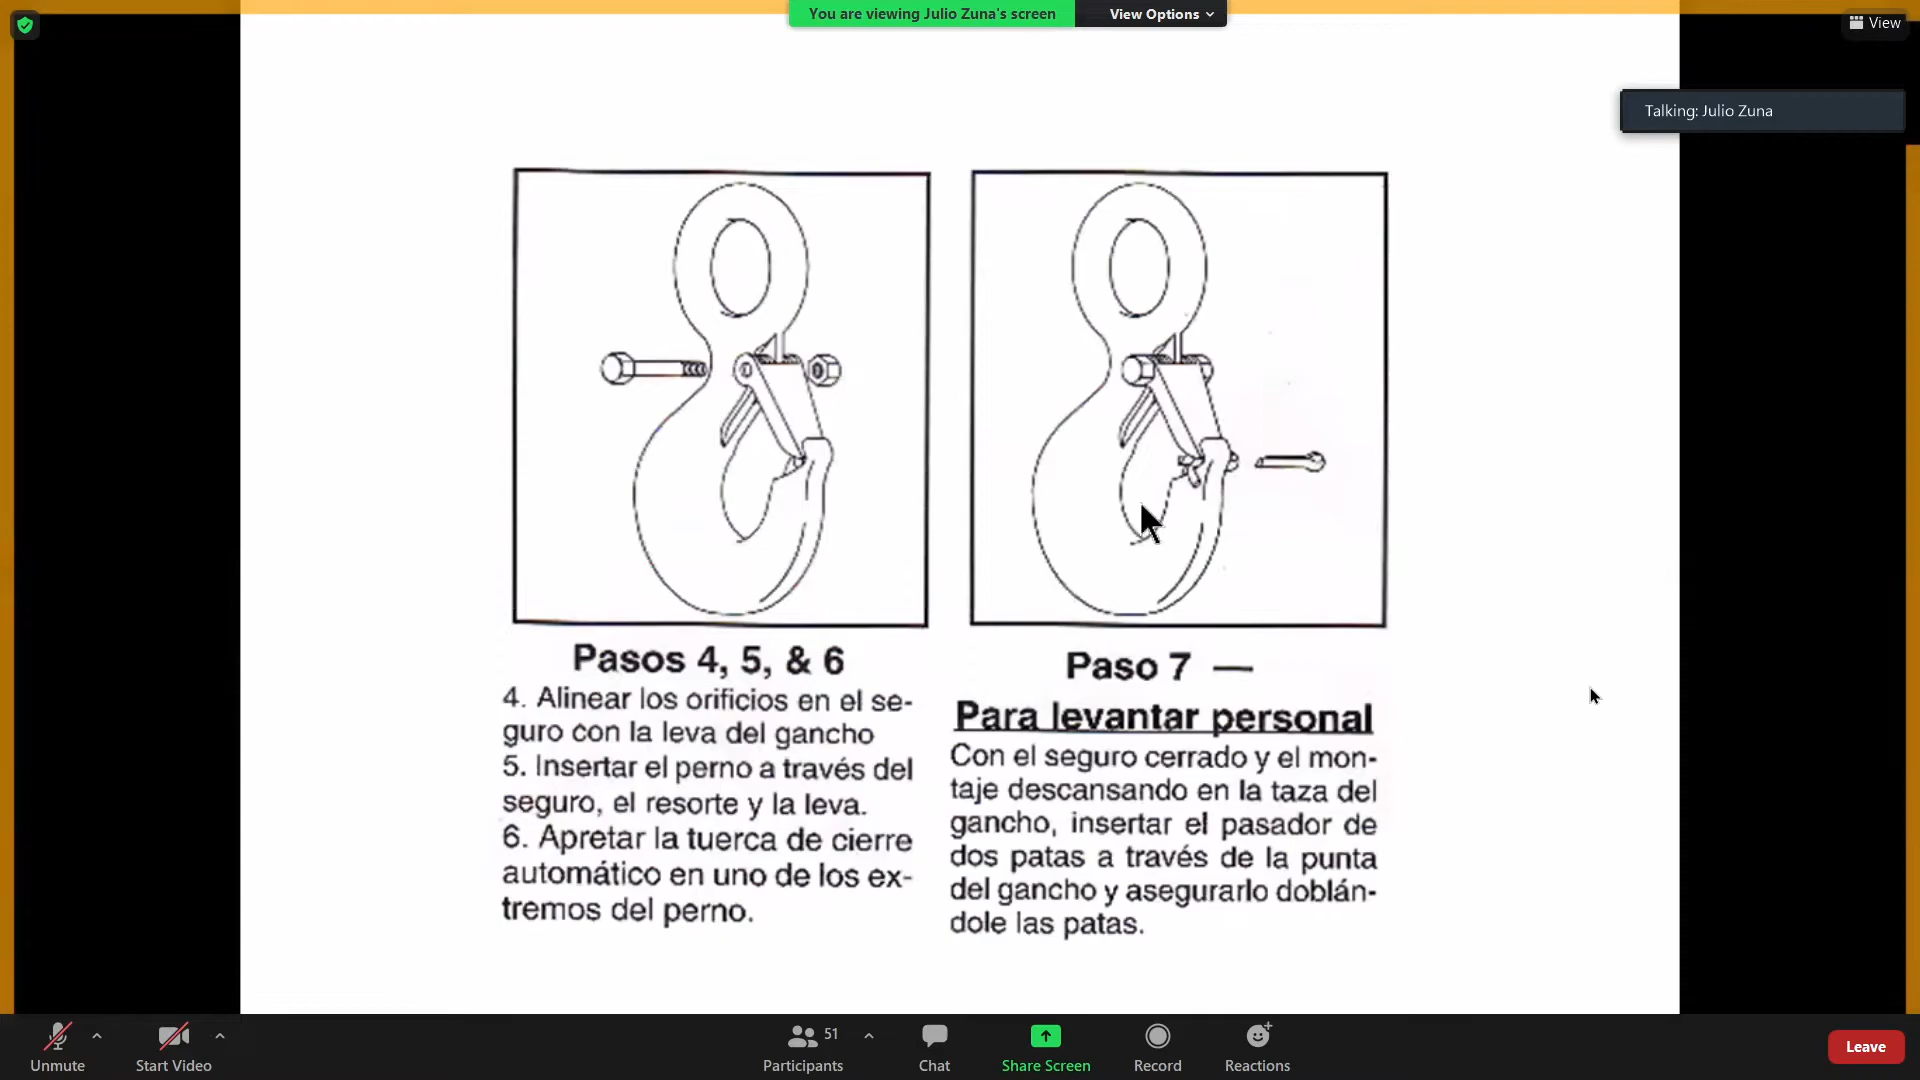 You are viewing Julio Zuna's screen
View Options
View
Talking: Julio Zuna
Pasos 4, 5, & 6
4. Alinear los orificios en el se-
guro con la leva del gancho
5. Insertar el perno a través del
seguro, el resorte y la leva.
6. Apretar la tuerca de cierre
automático en uno de los ex-
tremos del perno.
Paso 7 —
Para levantar personal
Con el seguro cerrado y el mon-
taje descansando en la taza del
gancho, insertar el pasador de
dos patas a través de la punta
del gancho y asegurarlo doblán-
dole las patas.
Unmute
Start Video
Participants
51
Chat
Share Screen
Record
Reactions
Leave